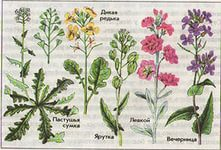 Дикая
редька
Пастушья
сумка
Ярутка
Левкой
Вечерница